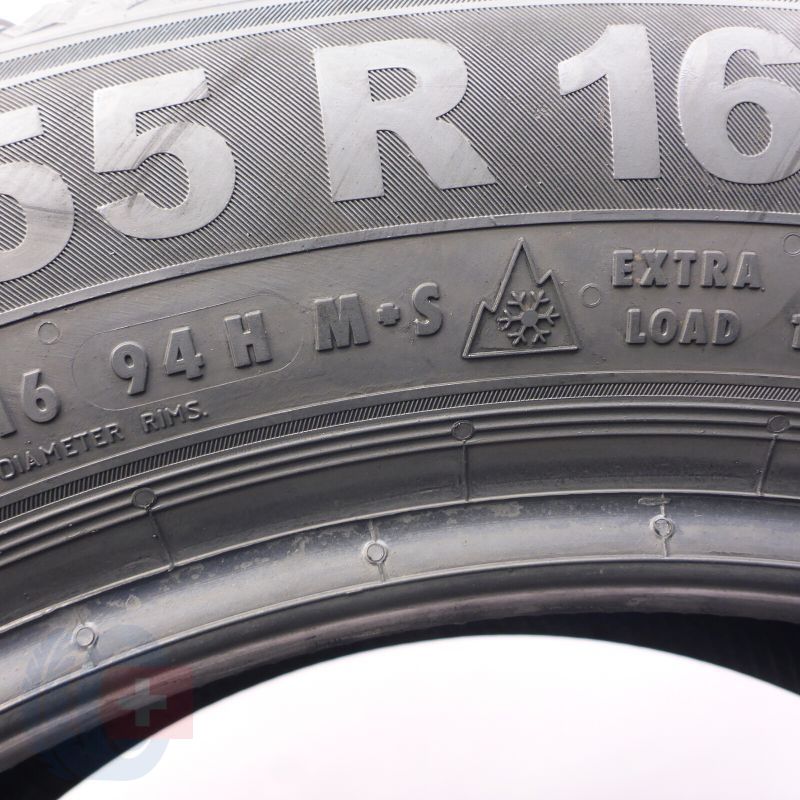 55 R 16
16 94 H M+S EXTRA LOAD
DIAMETER RIMS.